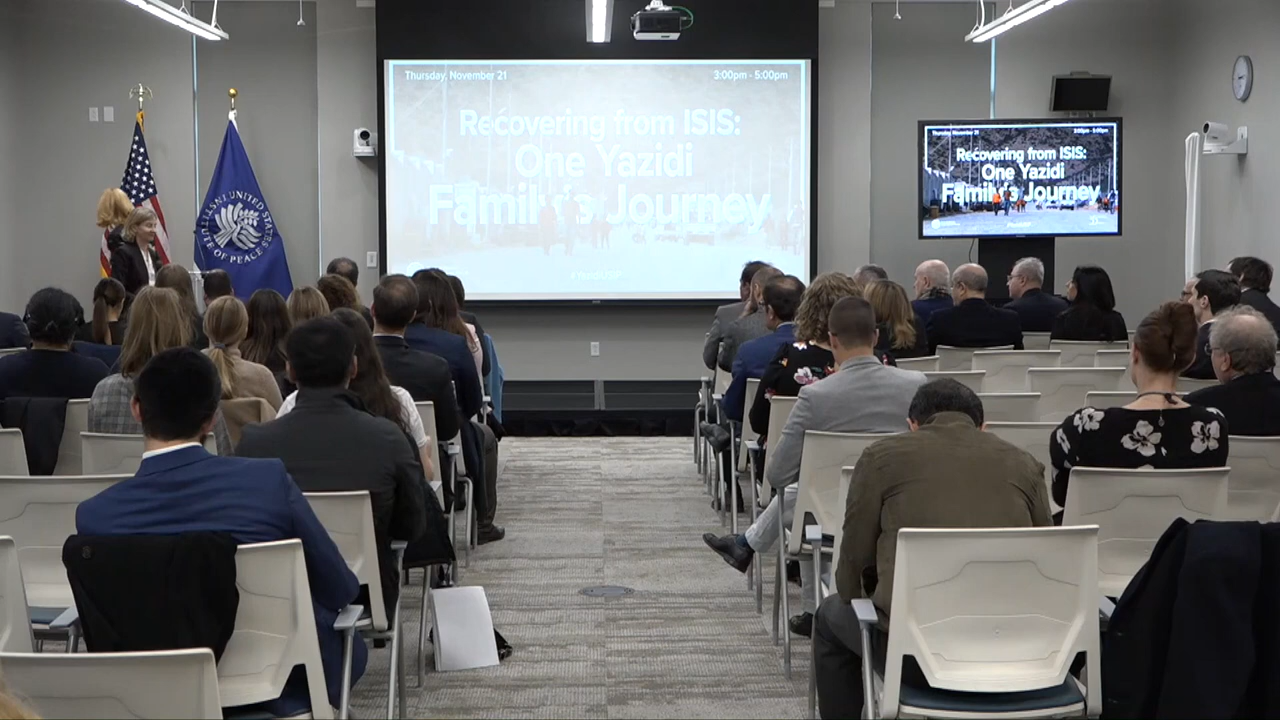 Thursday, November 21
3:00pm - 5:00pm
Recovering from ISIS:
One Yazidi
Family's Journey
UNITED STATES
INSTITUTE OF PEACE
Thursday, November 21
3:00pm - 5:00pm
Recovering from ISIS:
One Yazidi
Family's Journey